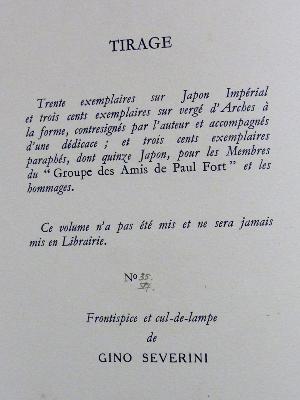 TIRAGE
Trente exemplaires sur Japon Impérial
et trois cents exemplaires sur vergé d'Arches à
la forme, contresignés par l'auteur et accompagnés
d'une dédicace ; et trois cents exemplaires
paraphés, dont quinze Japon, pour les Membres
du "Groupe des Amis de Paul Fort" et les
hommages.
Ce volume n'a pas été mis et ne sera jamais
mis en Librairie.
No 35
Frontispice et cul-de-lampe
de
GINO SEVERINI